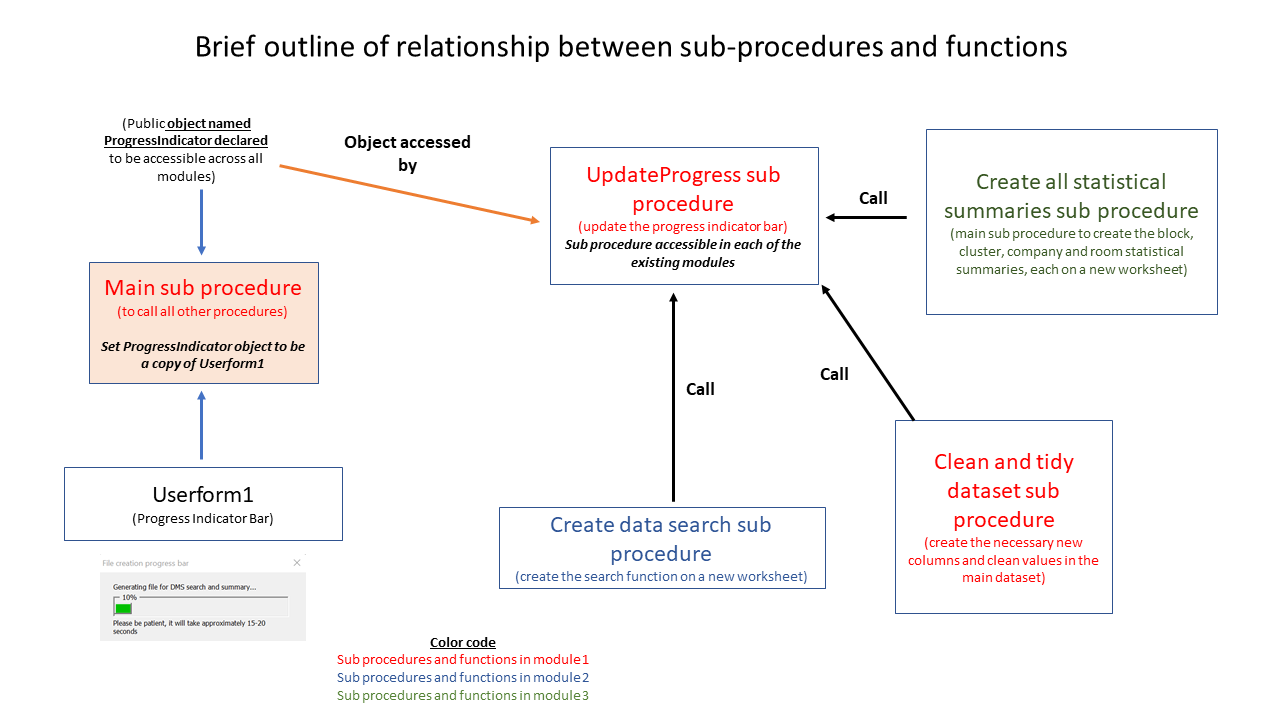 Brief outline of relationship between sub-procedures and functions
(Public object named
ProgressIndicator declared
to be accessible across all
modules)
Object accessed
by
UpdateProgress sub
procedure
(update the progress indicator bar)
Sub procedure accessible in each of the
existing modules
Call
Create all statistical
summaries sub procedure
(main sub procedure to create the block,
cluster, company and room statistical
summaries, each on a new worksheet)
Main sub procedure
(to call all other procedures)
Set ProgressIndicator object to be
a copy of Userform1
Call
Call
Userform1
(Progress Indicator Bar)
Create data search sub
procedure
(create the search function on a new worksheet)
Clean and tidy
dataset sub
procedure
(create the necessary new
columns and clean values in the
main dataset)
File creation progress bar
Generating file for DMS search and summary...
10%
Please be patient, it will take approximately 15-20
seconds
Color code
Sub procedures and functions in module 1
Sub procedures and functions in module 2
Sub procedures and functions in module 3